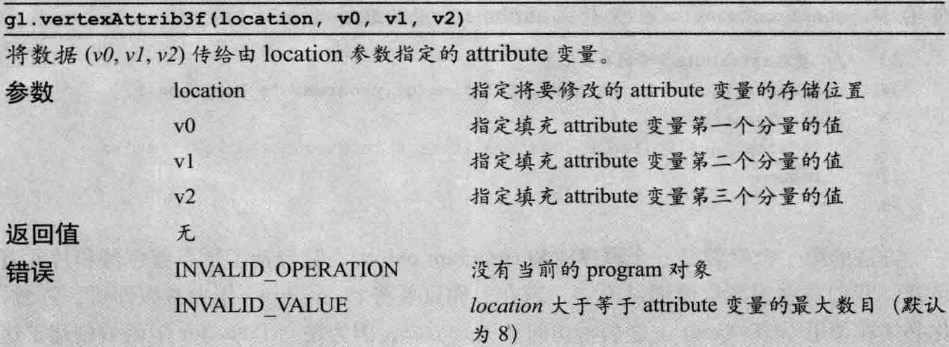 gl.vertexAttrib3f(location, v0, v1, v2)
将数据 (v0, v1, v2) 传给由 location 参数指定的 attribute 变量。
参数 location 指定将要修改的 attribute 变量的存储位置
v0 指定填充 attribute 变量第一个分量的值
v1 指定填充 attribute 变量第二个分量的值
v2 指定填充 attribute 变量第三个分量的值
返回值 无
错误 INVALID_OPERATION 没有当前的 program 对象
INVALID_VALUE location 大于等于 attribute 变量的最大数目（默认
为 8）